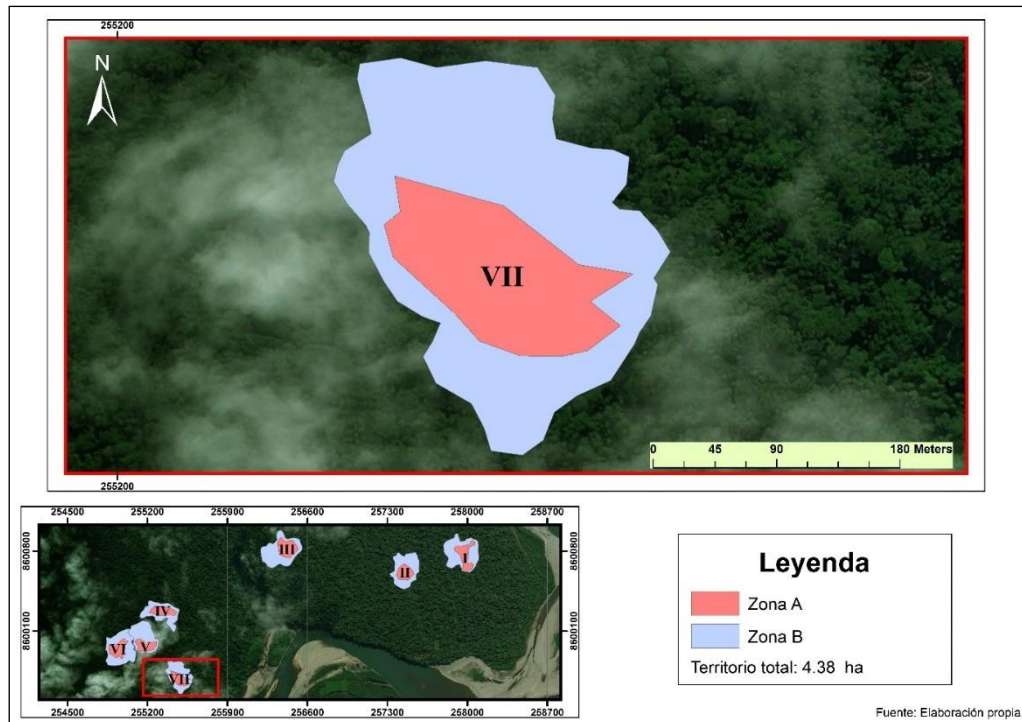 255200
N
VII
0 45 90 180 Meters
255200
254500 255200 255900 256600 257300 258000 258700
8600800
8600800
III
II
I
IV
8600100
8600100
VI
V
VII
254500 255200 255900 256600 257300 258000 258700
Leyenda
Zona A
Zona B
Territorio total: 4.38 ha
Fuente: Elaboración propia